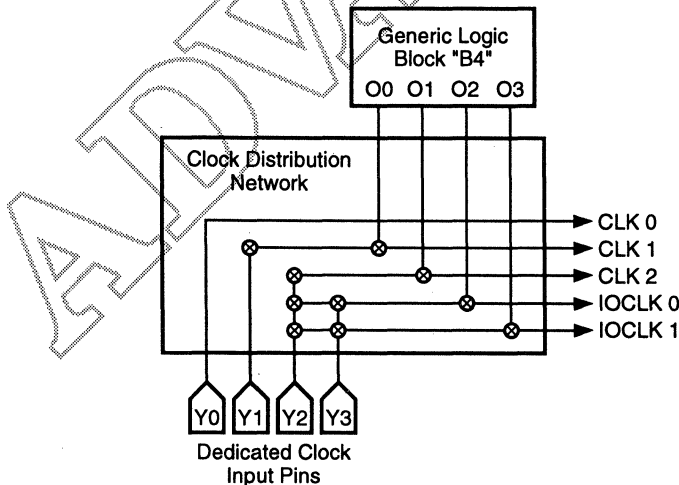 Generic Logic
Block "B4"
O0 O1 O2 O3
Clock Distribution
Network
CLK 0
CLK 1
CLK 2
IOCLK 0
IOCLK 1
Y0 Y1 Y2 Y3
Dedicated Clock
Input Pins